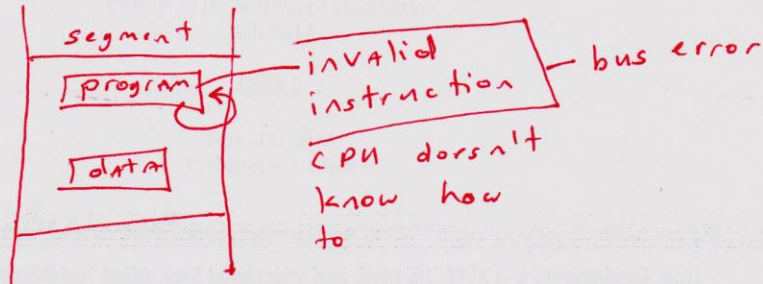 segment
program
data
invalid
instruction
bus error
CPU doesn't
know how
to